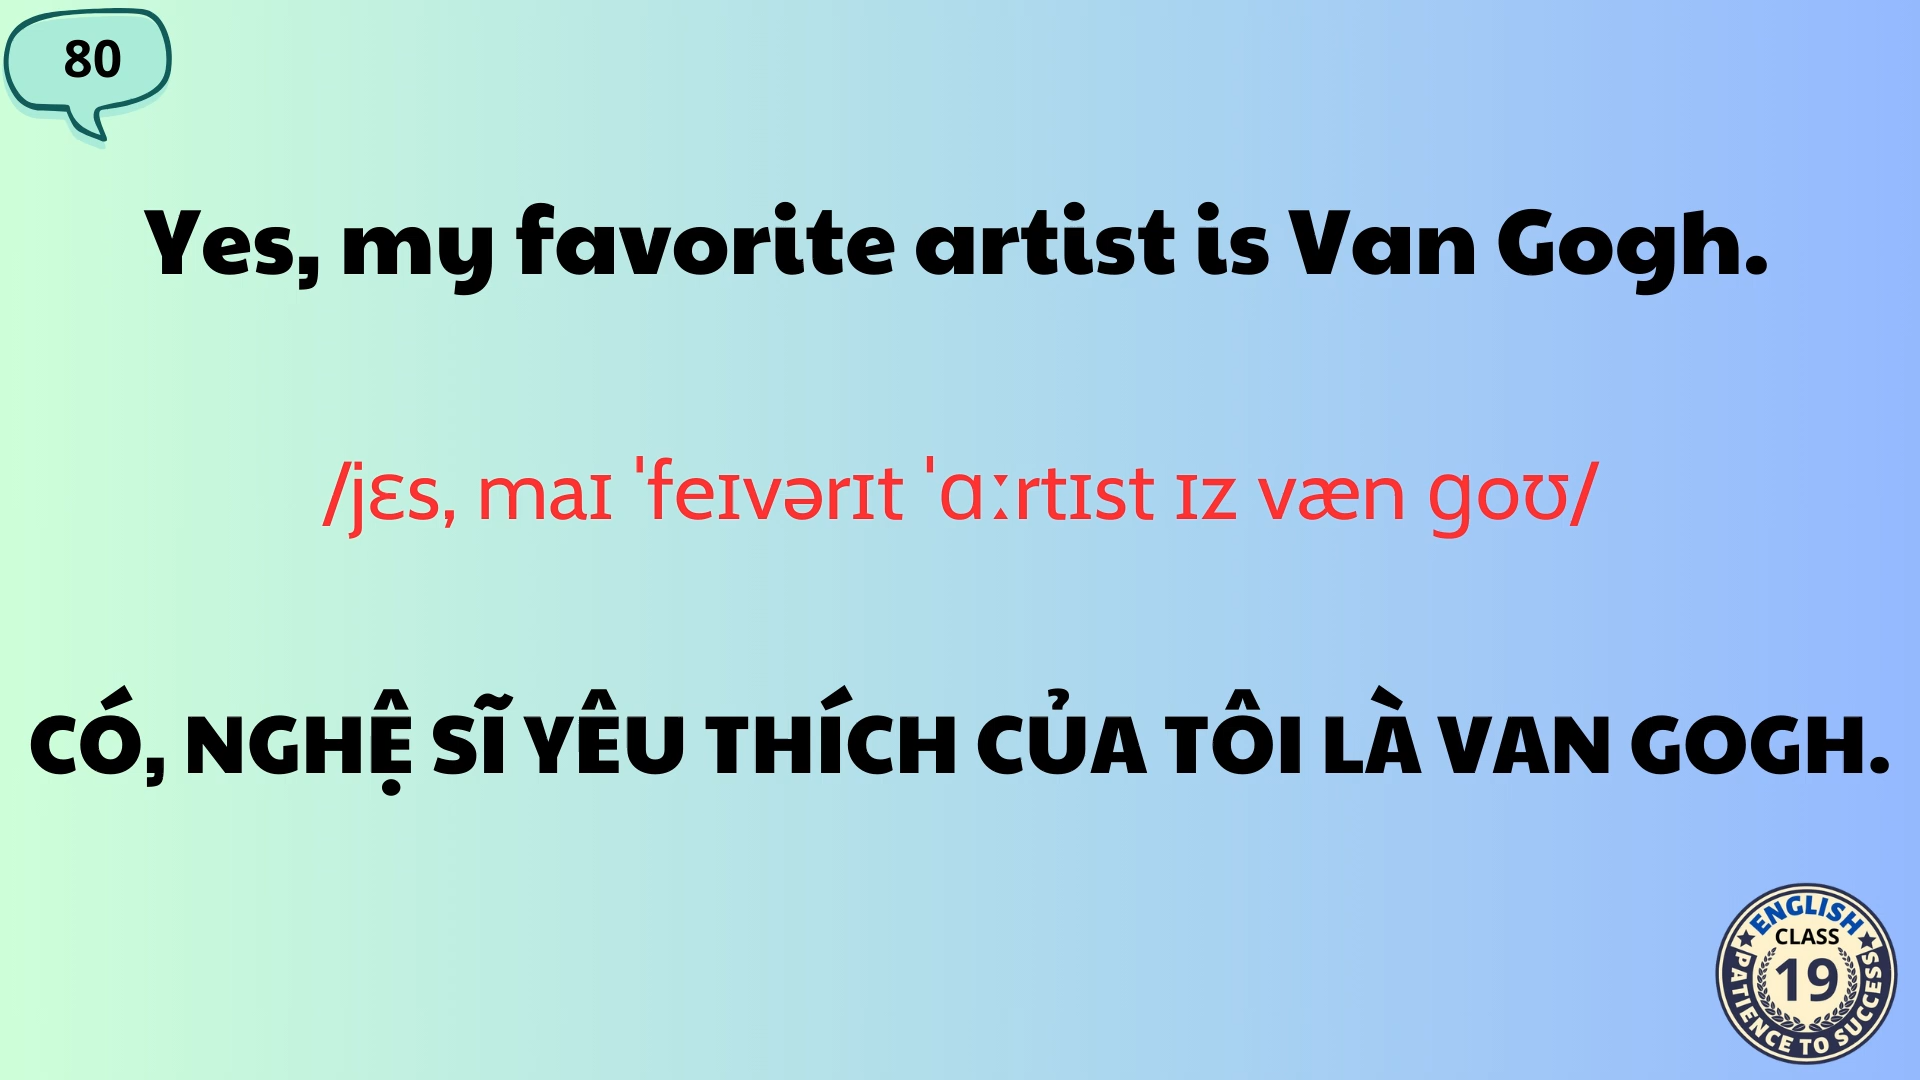 80
Yes, my favorite artist is Van Gogh.
/jɛs, maɪ ˈfeɪvərɪt ˈɑːrtɪst ɪz væn ɡoʊ/
CÓ, NGHỆ SĨ YÊU THÍCH CỦA TÔI LÀ VAN GOGH.
ENGLISH
CLASS
19
PATIENCE TO SUCCESS